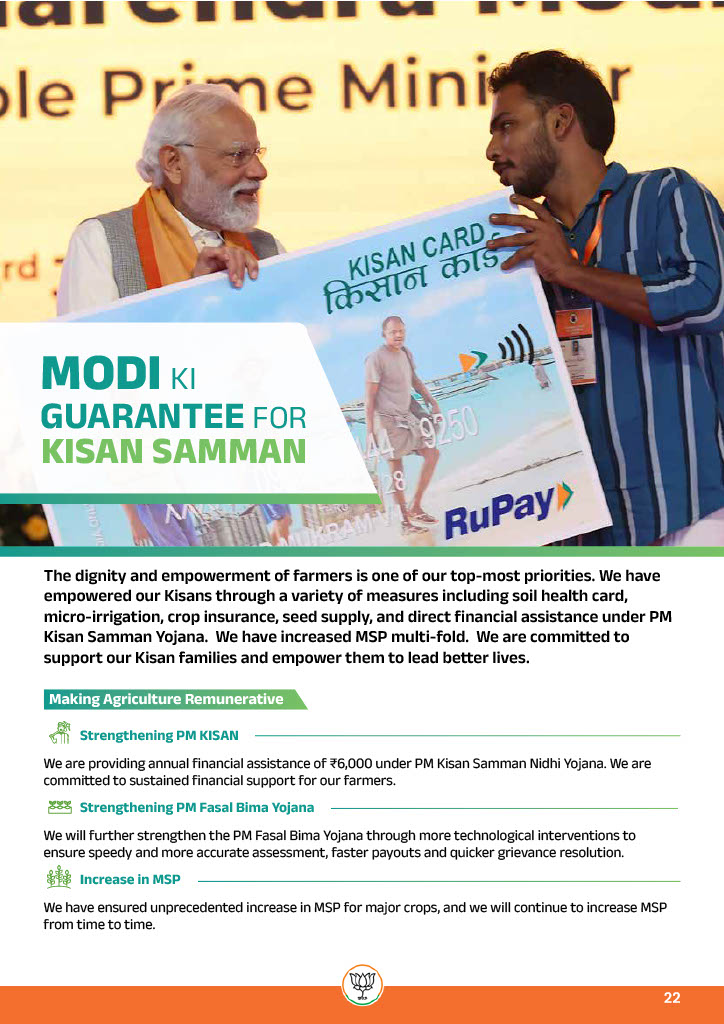 arendra Modi
ble Prime Minister
rd
KISAN CARD
किसान कार्ड
9250
RuPay
MODI KI
GUARANTEE FOR
KISAN SAMMAN
The dignity and empowerment of farmers is one of our top-most priorities. We have
empowered our Kisans through a variety of measures including soil health card,
micro-irrigation, crop insurance, seed supply, and direct financial assistance under PM
Kisan Samman Yojana. We have increased MSP multi-fold. We are committed to
support our Kisan families and empower them to lead better lives.
Making Agriculture Remunerative
Strengthening PM KISAN
We are providing annual financial assistance of ₹6,000 under PM Kisan Samman Nidhi Yojana. We are
committed to sustained financial support for our farmers.
Strengthening PM Fasal Bima Yojana
We will further strengthen the PM Fasal Bima Yojana through more technological interventions to
ensure speedy and more accurate assessment, faster payouts and quicker grievance resolution.
Increase in MSP
We have ensured unprecedented increase in MSP for major crops, and we will continue to increase MSP
from time to time.
22